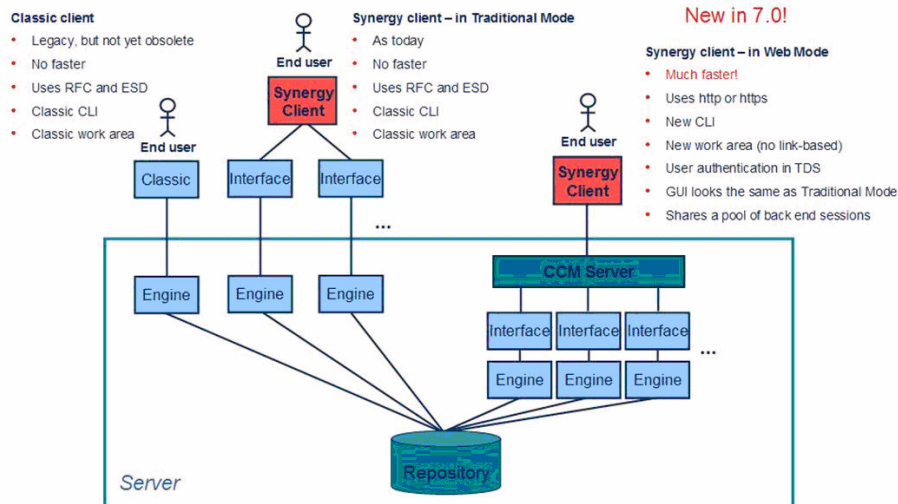 Classic client
• Legacy, but not yet obsolete
• No faster
• Uses RFC and ESD
• Classic CLI
• Classic work area
Synergy client – in Traditional Mode
• As today
• No faster
• Uses RFC and ESD
• Classic CLI
• Classic work area
New in 7.0!
Synergy client – in Web Mode
• Much faster!
• Uses http or https
• New CLI
• New work area (no link-based)
• User authentication in TDS
• GUI looks the same as Traditional Mode
• Shares a pool of back end sessions
End user
Synergy
Client
End user
Classic
Interface
Interface
...
End user
Synergy
Client
Engine
Engine
Engine
CCM Server
Interface
Interface
Interface
...
Engine
Engine
Engine
Repository
Server